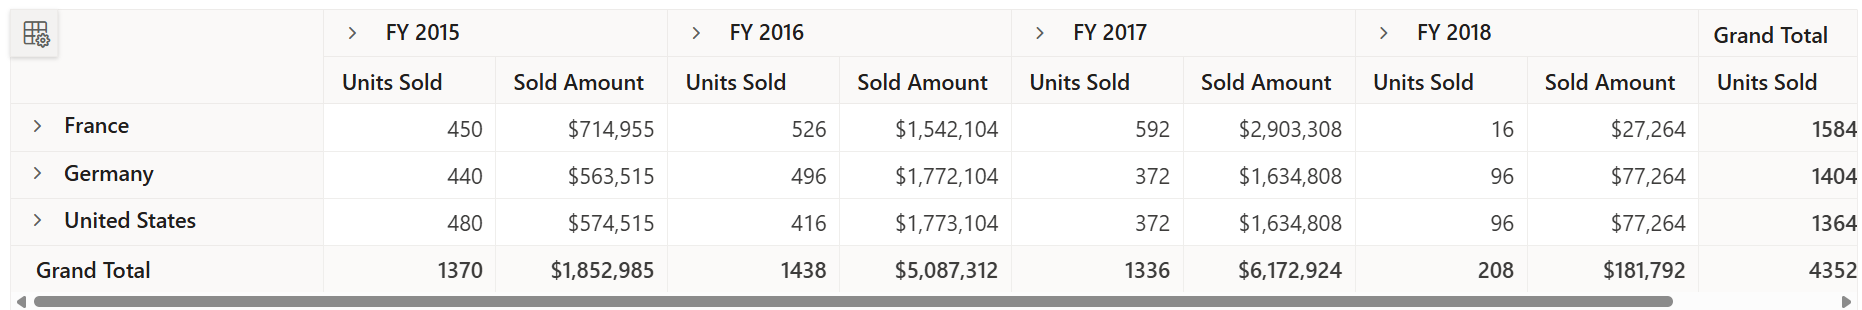 FY 2015 FY 2016 FY 2017 FY 2018 Grand Total
Units Sold Sold Amount Units Sold Sold Amount Units Sold Sold Amount Units Sold Sold Amount Units Sold
France 450 $714,955 526 $1,542,104 592 $2,903,308 16 $27,264 1584
Germany 440 $563,515 496 $1,772,104 372 $1,634,808 96 $77,264 1404
United States 480 $574,515 416 $1,773,104 372 $1,634,808 96 $77,264 1364
Grand Total 1370 $1,852,985 1438 $5,087,312 1336 $6,172,924 208 $181,792 4352